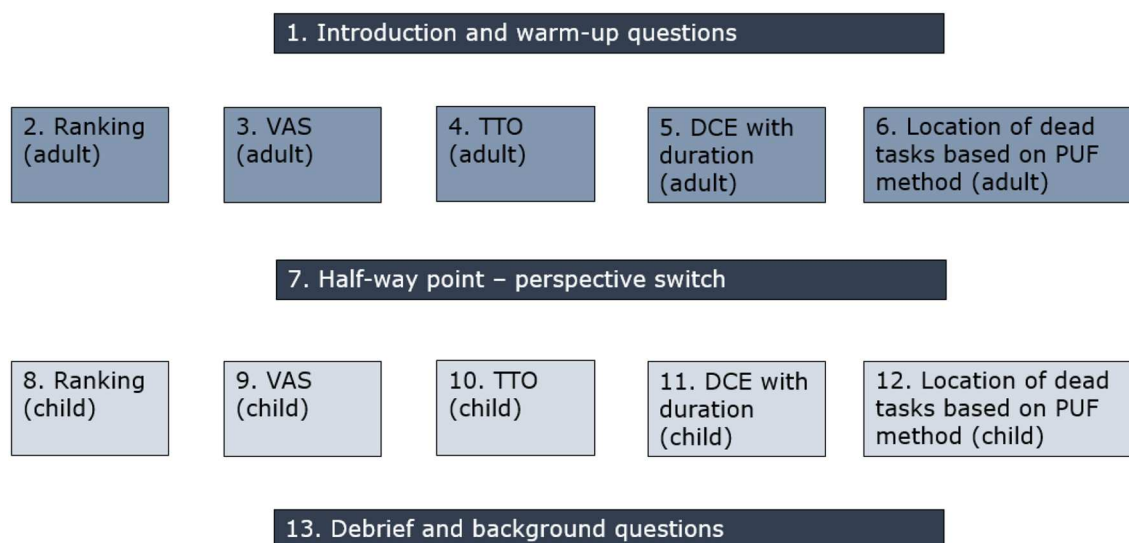 1. Introduction and warm-up questions
2. Ranking
(adult)
3. VAS
(adult)
4. TTO
(adult)
5. DCE with
duration
(adult)
6. Location of dead
tasks based on PUF
method (adult)
7. Half-way point – perspective switch
8. Ranking
(child)
9. VAS
(child)
10. TTO
(child)
11. DCE with
duration
(child)
12. Location of dead
tasks based on PUF
method (child)
13. Debrief and background questions